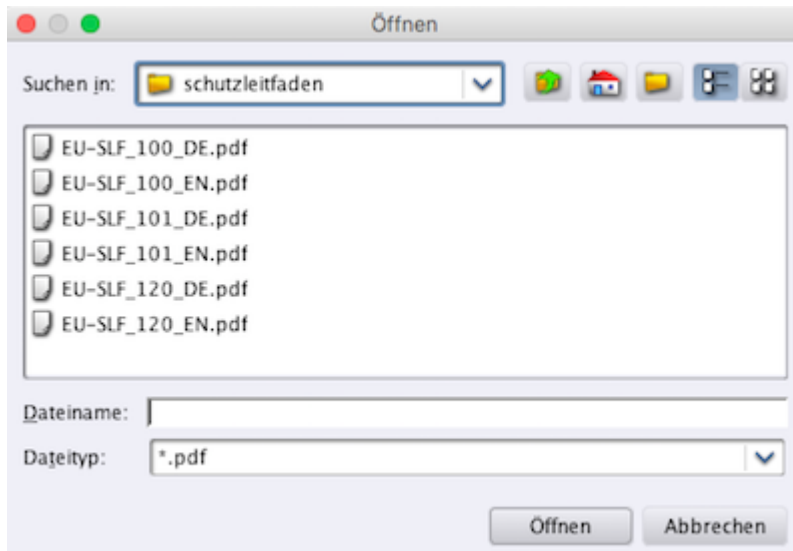 Öffnen
Suchen in: schutzleitfaden
EU-SLF_100_DE.pdf
EU-SLF_100_EN.pdf
EU-SLF_101_DE.pdf
EU-SLF_101_EN.pdf
EU-SLF_120_DE.pdf
EU-SLF_120_EN.pdf
Dateiname:
Dateityp: *.pdf
Öffnen Abbrechen